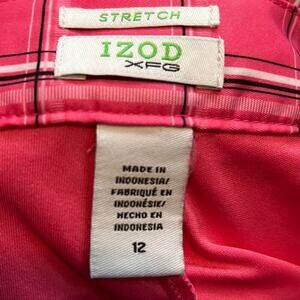 STRETCH
IZOD
XFG
MADE IN
INDONESIA/
FABRIQUÉ EN
INDONÉSIE/
HECHO EN
INDONESIA
12